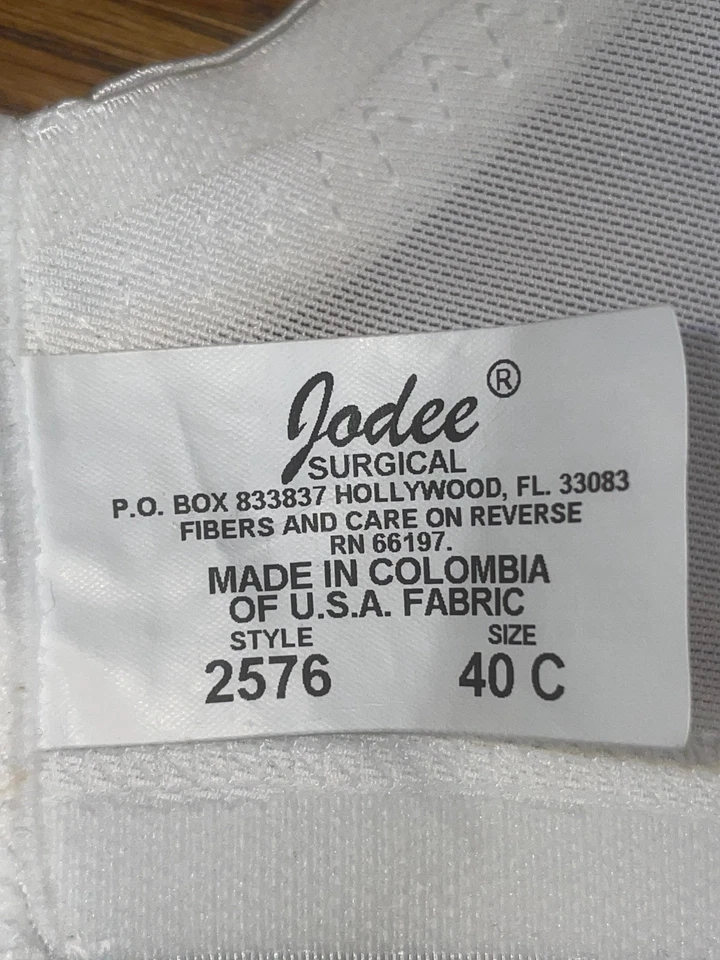 Jodee®
SURGICAL
P.O. BOX 833837 HOLLYWOOD, FL. 33083
FIBERS AND CARE ON REVERSE
RN 66197.
MADE IN COLOMBIA
OF U.S.A. FABRIC
STYLE SIZE
2576 40 C